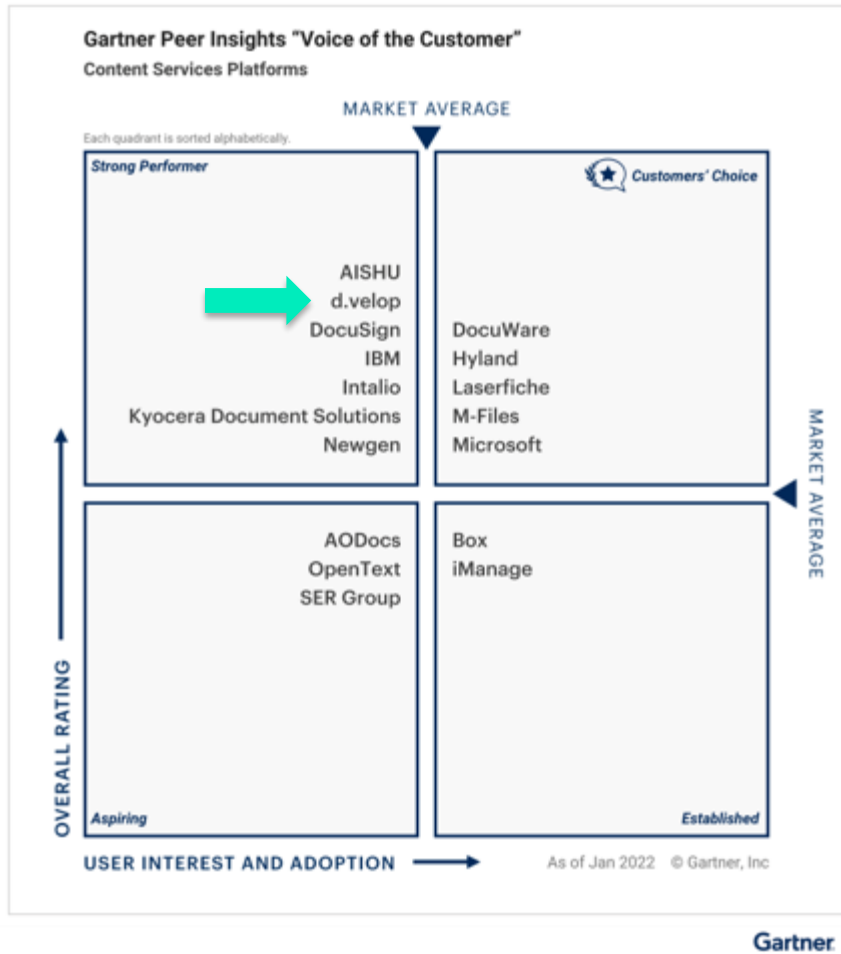 Gartner Peer Insights “Voice of the Customer”
Content Services Platforms
MARKET AVERAGE
Each quadrant is sorted alphabetically.
Strong Performer
Customers’ Choice
AISHU
d.velop
DocuSign
IBM
Intalio
Kyocera Document Solutions
Newgen
DocuWare
Hyland
Laserfiche
M-Files
Microsoft
MARKET AVERAGE
AODocs
OpenText
SER Group
Box
iManage
OVERALL RATING
Aspiring
Established
USER INTEREST AND ADOPTION
As of Jan 2022 © Gartner, Inc
Gartner